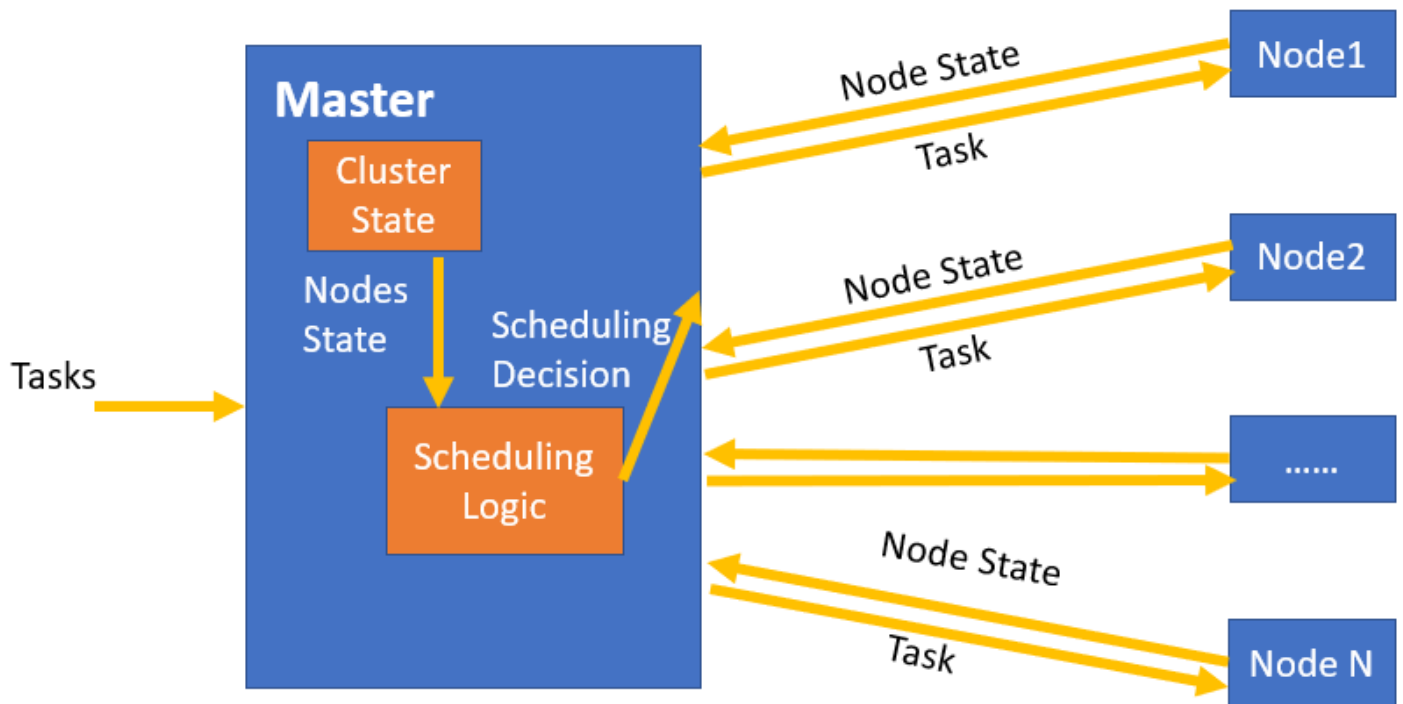 Master
Cluster
State
Nodes
State
Scheduling
Decision
Scheduling
Logic
Tasks
Node State
Task
Node1
Node State
Task
Node2
......
Node State
Task
Node N